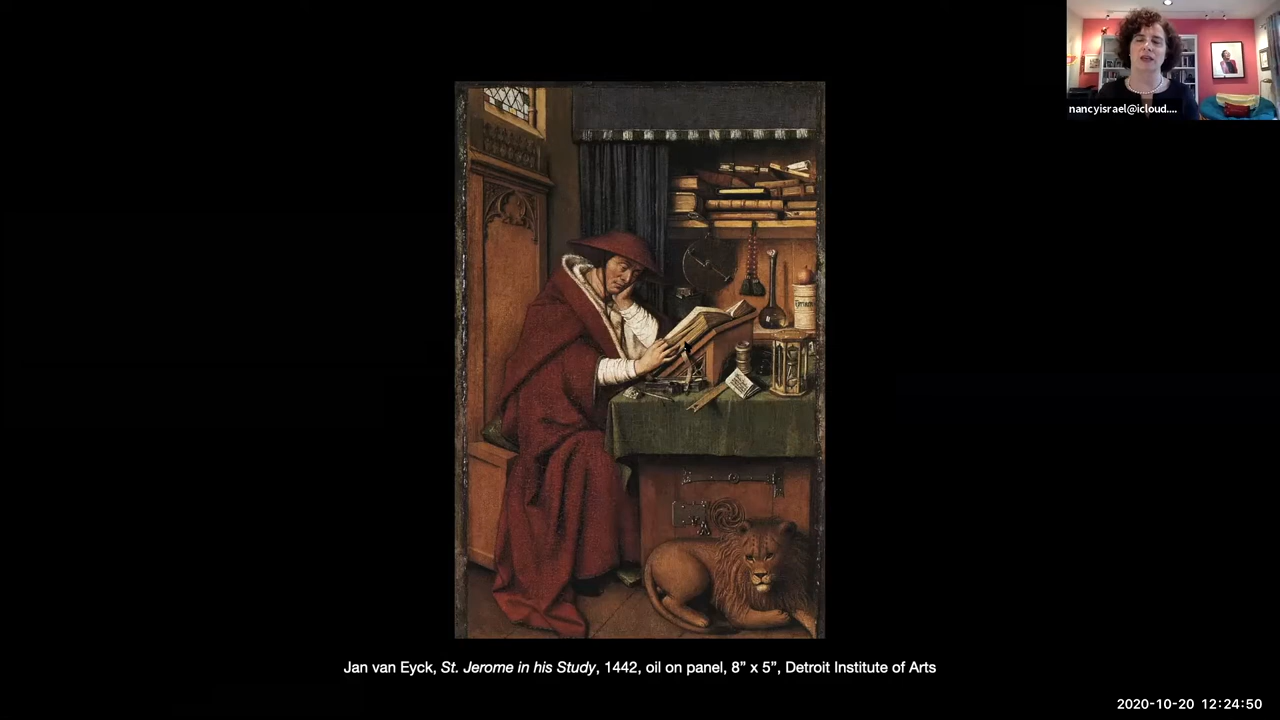 nancyisrael@icloud....
Jan van Eyck, St. Jerome in his Study, 1442, oil on panel, 8” x 5”, Detroit Institute of Arts
2020-10-20 12:24:50